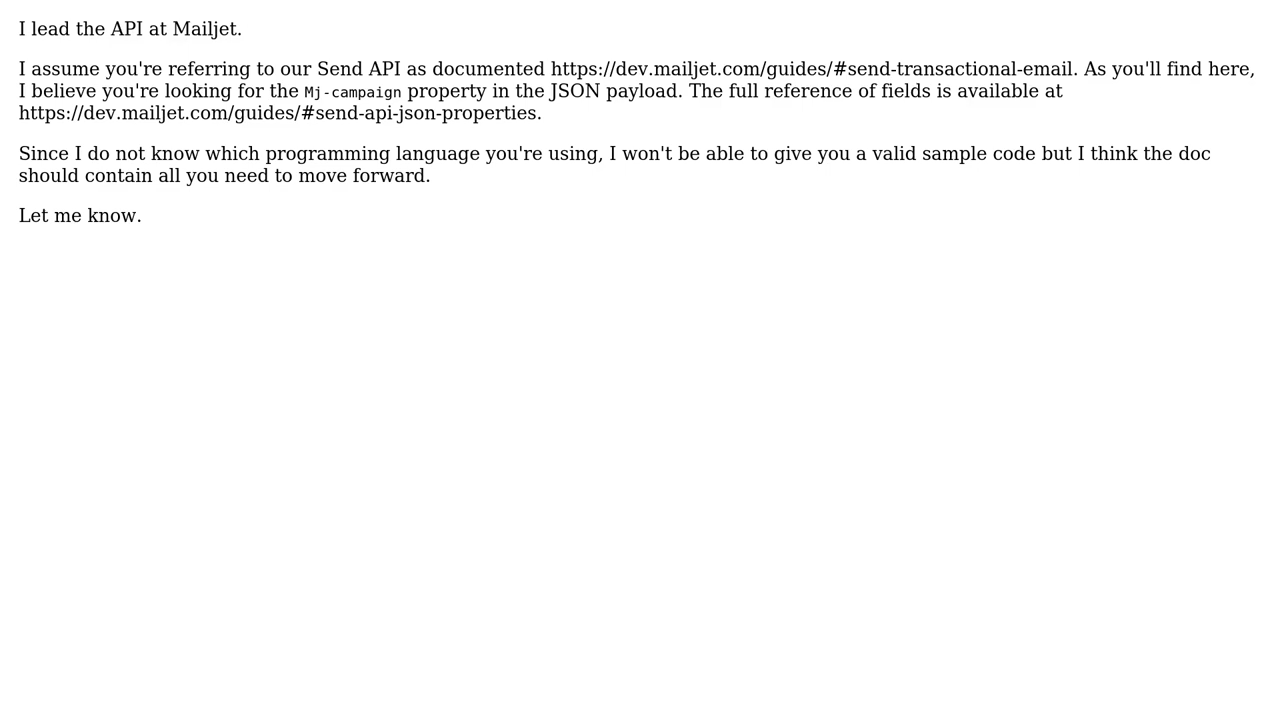 I lead the API at Mailjet.
I assume you're referring to our Send API as documented https://dev.mailjet.com/guides/#send-transactional-email. As you'll find here,
I believe you're looking for the Mj-campaign property in the JSON payload. The full reference of fields is available at
https://dev.mailjet.com/guides/#send-api-json-properties.
Since I do not know which programming language you're using, I won't be able to give you a valid sample code but I think the doc
should contain all you need to move forward.
Let me know.